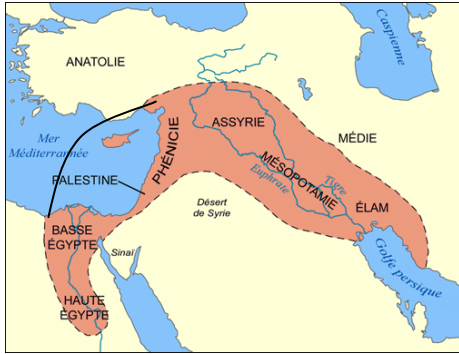 Caspienne
ANATOLIE
ASSYRIE
MÉDIE
Mer
Méditerrannée
PHÉNICIE
MÉSOPOTAMIE
Tigre
Euphrate
PALESTINE
ÉLAM
Désert
de Syrie
BASSE
ÉGYPTE
Sinaï
Golfe persique
HAUTE
ÉGYPTE